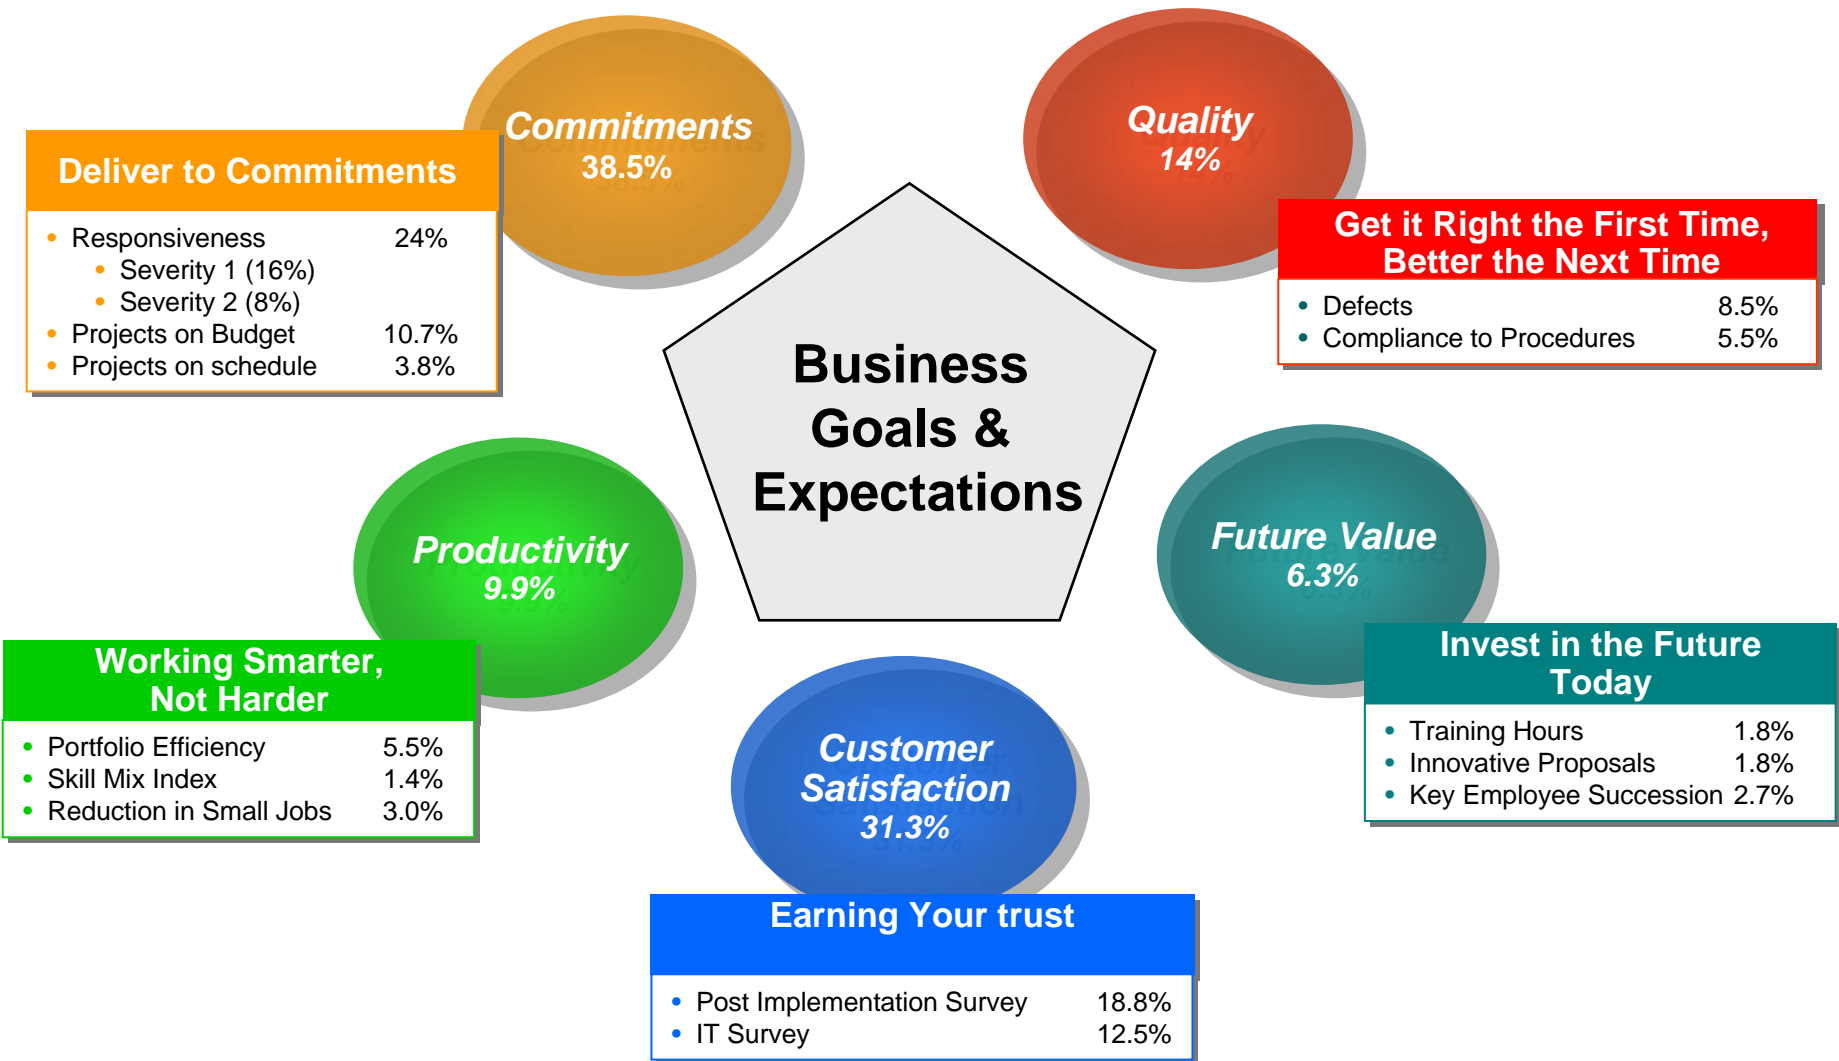 Commitments
38.5%
Deliver to Commitments
• Responsiveness 24%
• Severity 1 (16%)
• Severity 2 (8%)
• Projects on Budget 10.7%
• Projects on schedule 3.8%
Quality
14%
Get it Right the First Time,
Better the Next Time
• Defects 8.5%
• Compliance to Procedures 5.5%
Business
Goals &
Expectations
Productivity
9.9%
Working Smarter,
Not Harder
• Portfolio Efficiency 5.5%
• Skill Mix Index 1.4%
• Reduction in Small Jobs 3.0%
Future Value
6.3%
Invest in the Future
Today
• Training Hours 1.8%
• Innovative Proposals 1.8%
• Key Employee Succession 2.7%
Customer
Satisfaction
31.3%
Earning Your trust
• Post Implementation Survey 18.8%
• IT Survey 12.5%